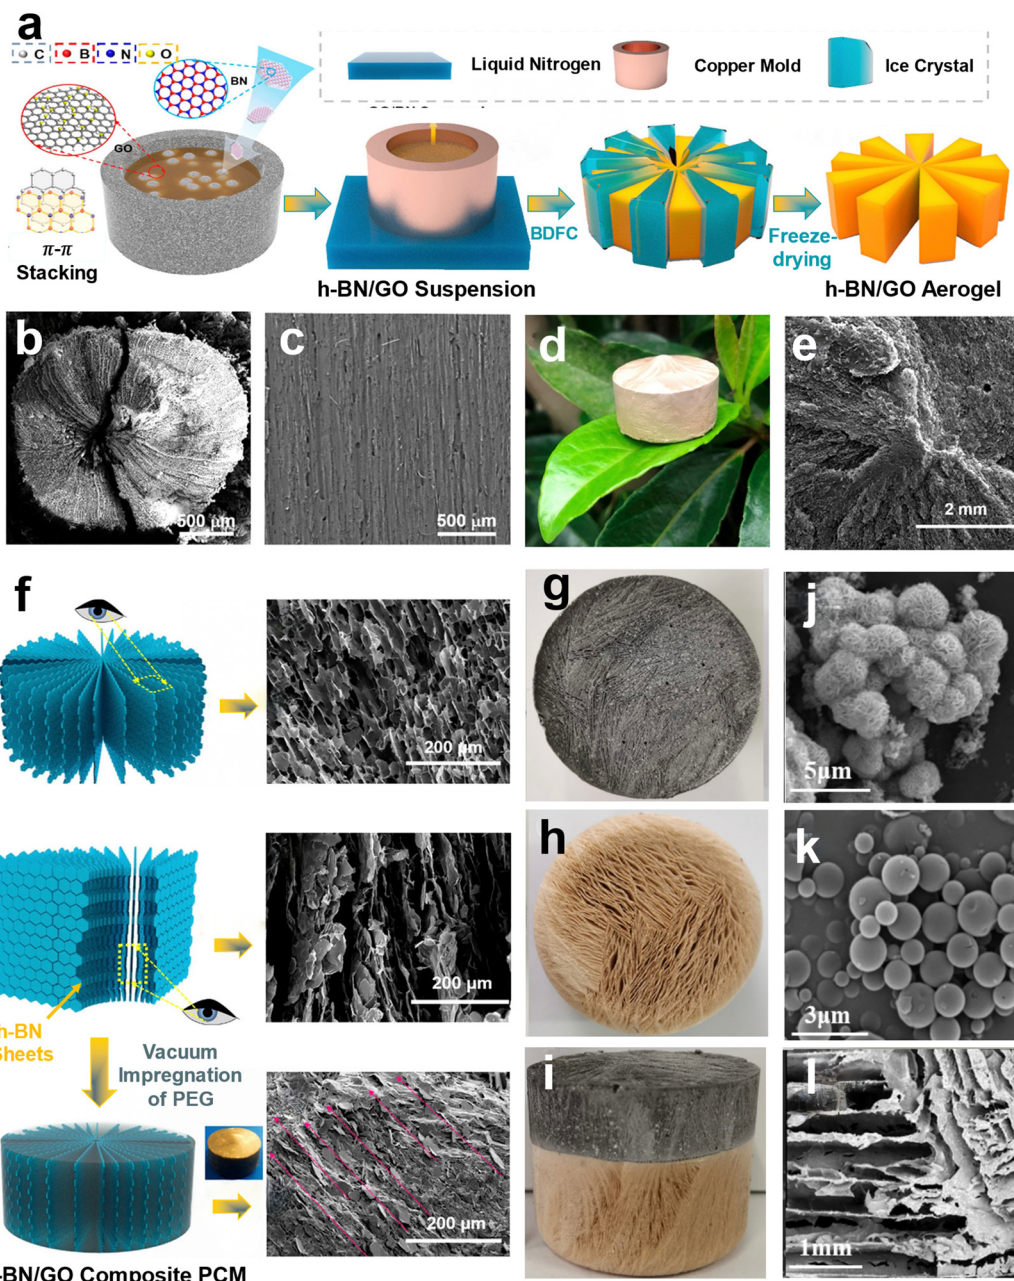 a
C B N O
BN
GO
π-π
Stacking
Liquid Nitrogen
Copper Mold
Ice Crystal
BDFC
Freeze-
drying
h-BN/GO Suspension
h-BN/GO Aerogel
b
500 μm
c
500 μm
d
e
2 mm
f
200 μm
g
j
5μm
200 μm
h
k
3μm
h-BN
Sheets
Vacuum
Impregnation
of PEG
200 μm
i
l
1mm
-BN/GO Composite PCM